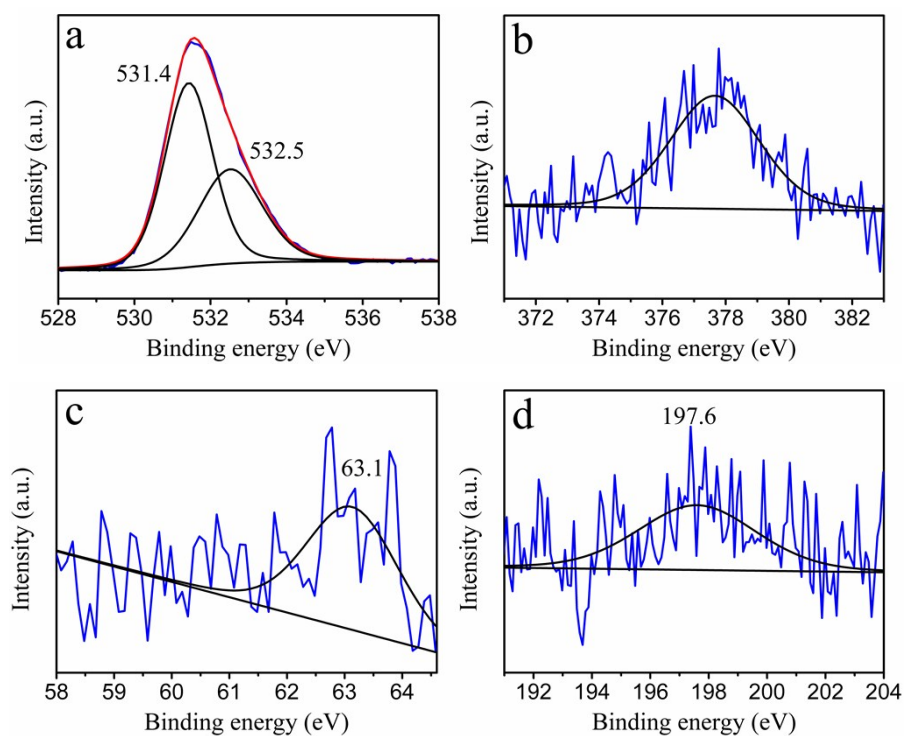 a
531.4
532.5
Intensity (a.u.)
528 530 532 534 536 538
Binding energy (eV)
b
Intensity (a.u.)
372 374 376 378 380 382
Binding energy (eV)
c
63.1
Intensity (a.u.)
58 59 60 61 62 63 64
Binding energy (eV)
d
197.6
Intensity (a.u.)
192 194 196 198 200 202 204
Binding energy (eV)